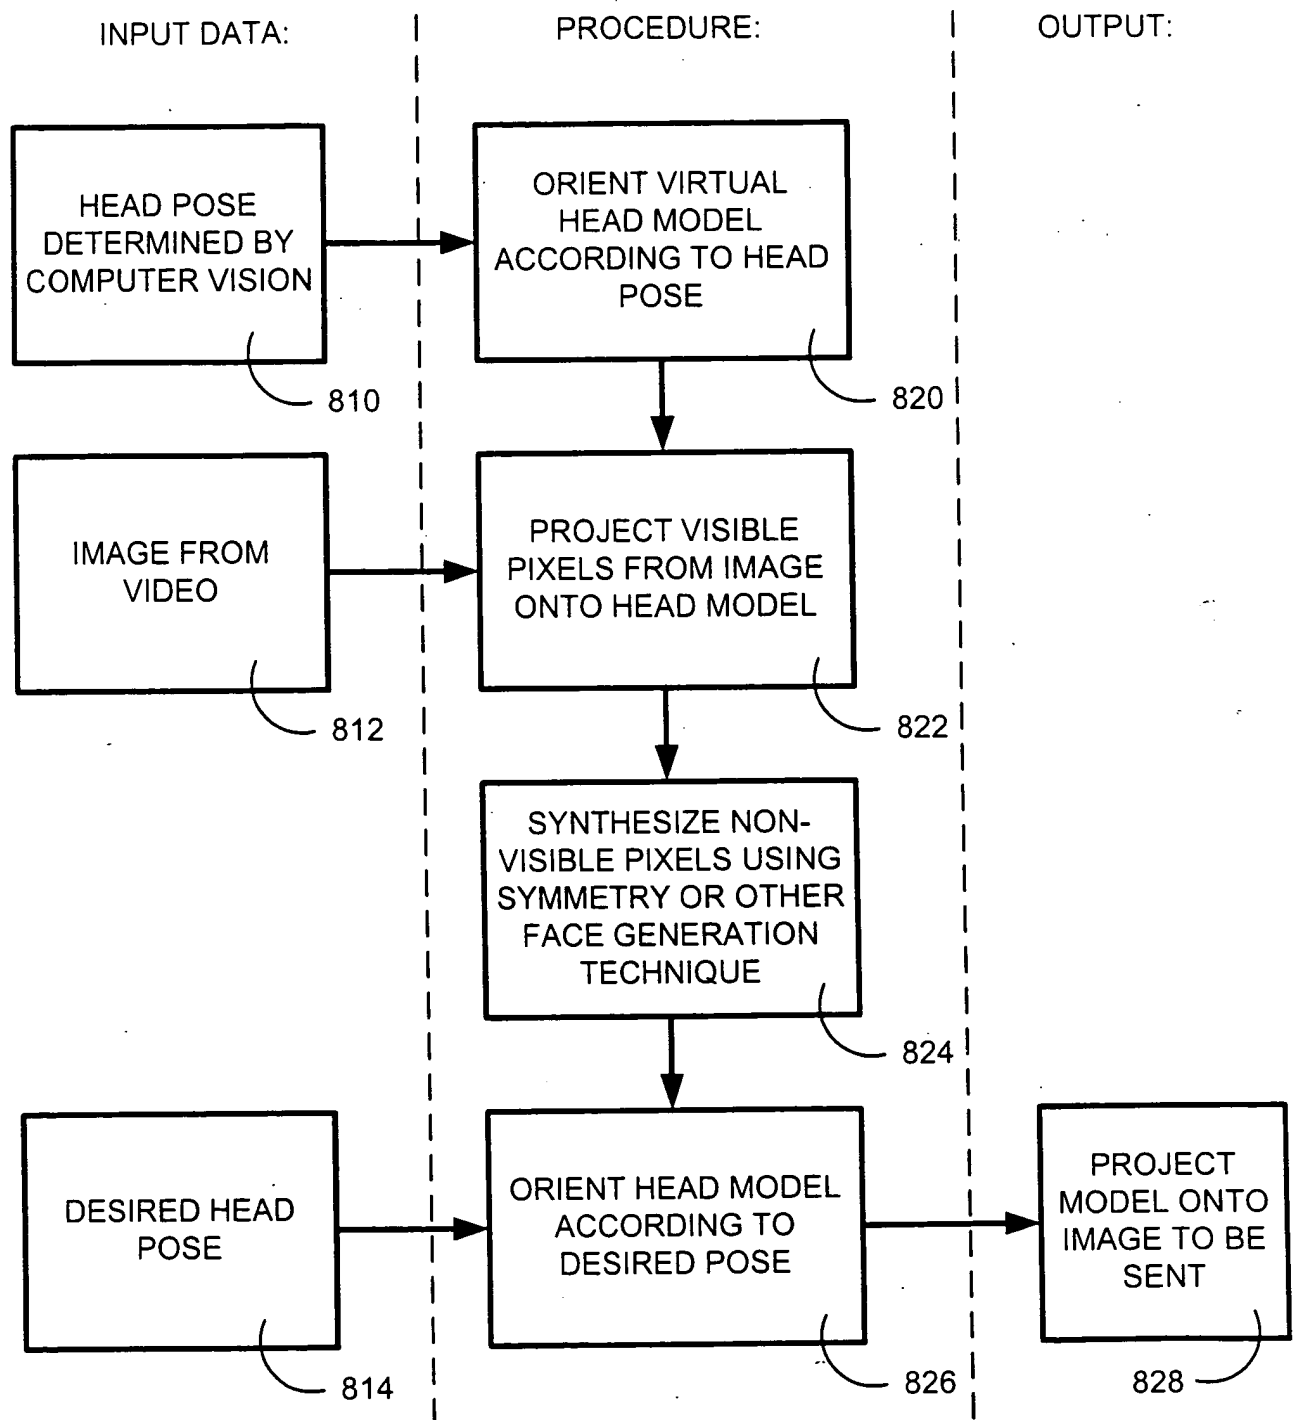 INPUT DATA:
PROCEDURE:
OUTPUT:
HEAD POSE
DETERMINED BY
COMPUTER VISION
810
ORIENT VIRTUAL
HEAD MODEL
ACCORDING TO HEAD
POSE
820
IMAGE FROM
VIDEO
812
PROJECT VISIBLE
PIXELS FROM IMAGE
ONTO HEAD MODEL
822
SYNTHESIZE NON-
VISIBLE PIXELS USING
SYMMETRY OR OTHER
FACE GENERATION
TECHNIQUE
824
DESIRED HEAD
POSE
814
ORIENT HEAD MODEL
ACCORDING TO
DESIRED POSE
826
PROJECT
MODEL ONTO
IMAGE TO BE
SENT
828